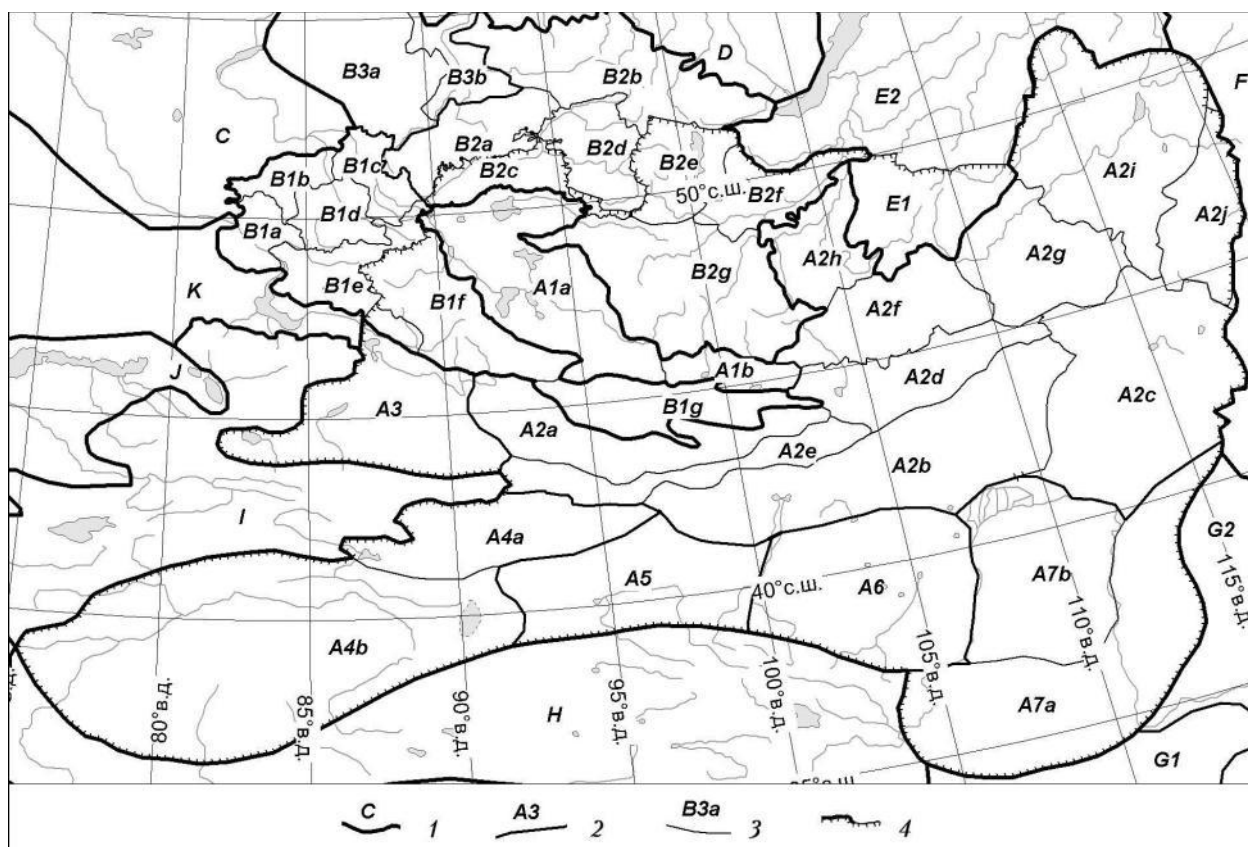 D
B3a
B3b
B2b
F
E2
C
B2a
B2d
B2e
B1c
B2c
A2i
B1b
50°с.ш.
B2f
E1
B1d
A2j
B1a
A2h
A2g
B2g
K
B1e
B1f
A1a
A2f
J
A1b
A2d
A3
B1g
A2c
A2a
A2e
A2b
I
G2
A4a
A5
40°с.ш.
A6
A7b
115°в.д.
A4b
110°в.д.
105°в.д.
80°в.д.
85°в.д.
90°в.д.
95°в.д.
100°в.д.
H
A7a
G1
C 1 A3 2 B3a 3 4